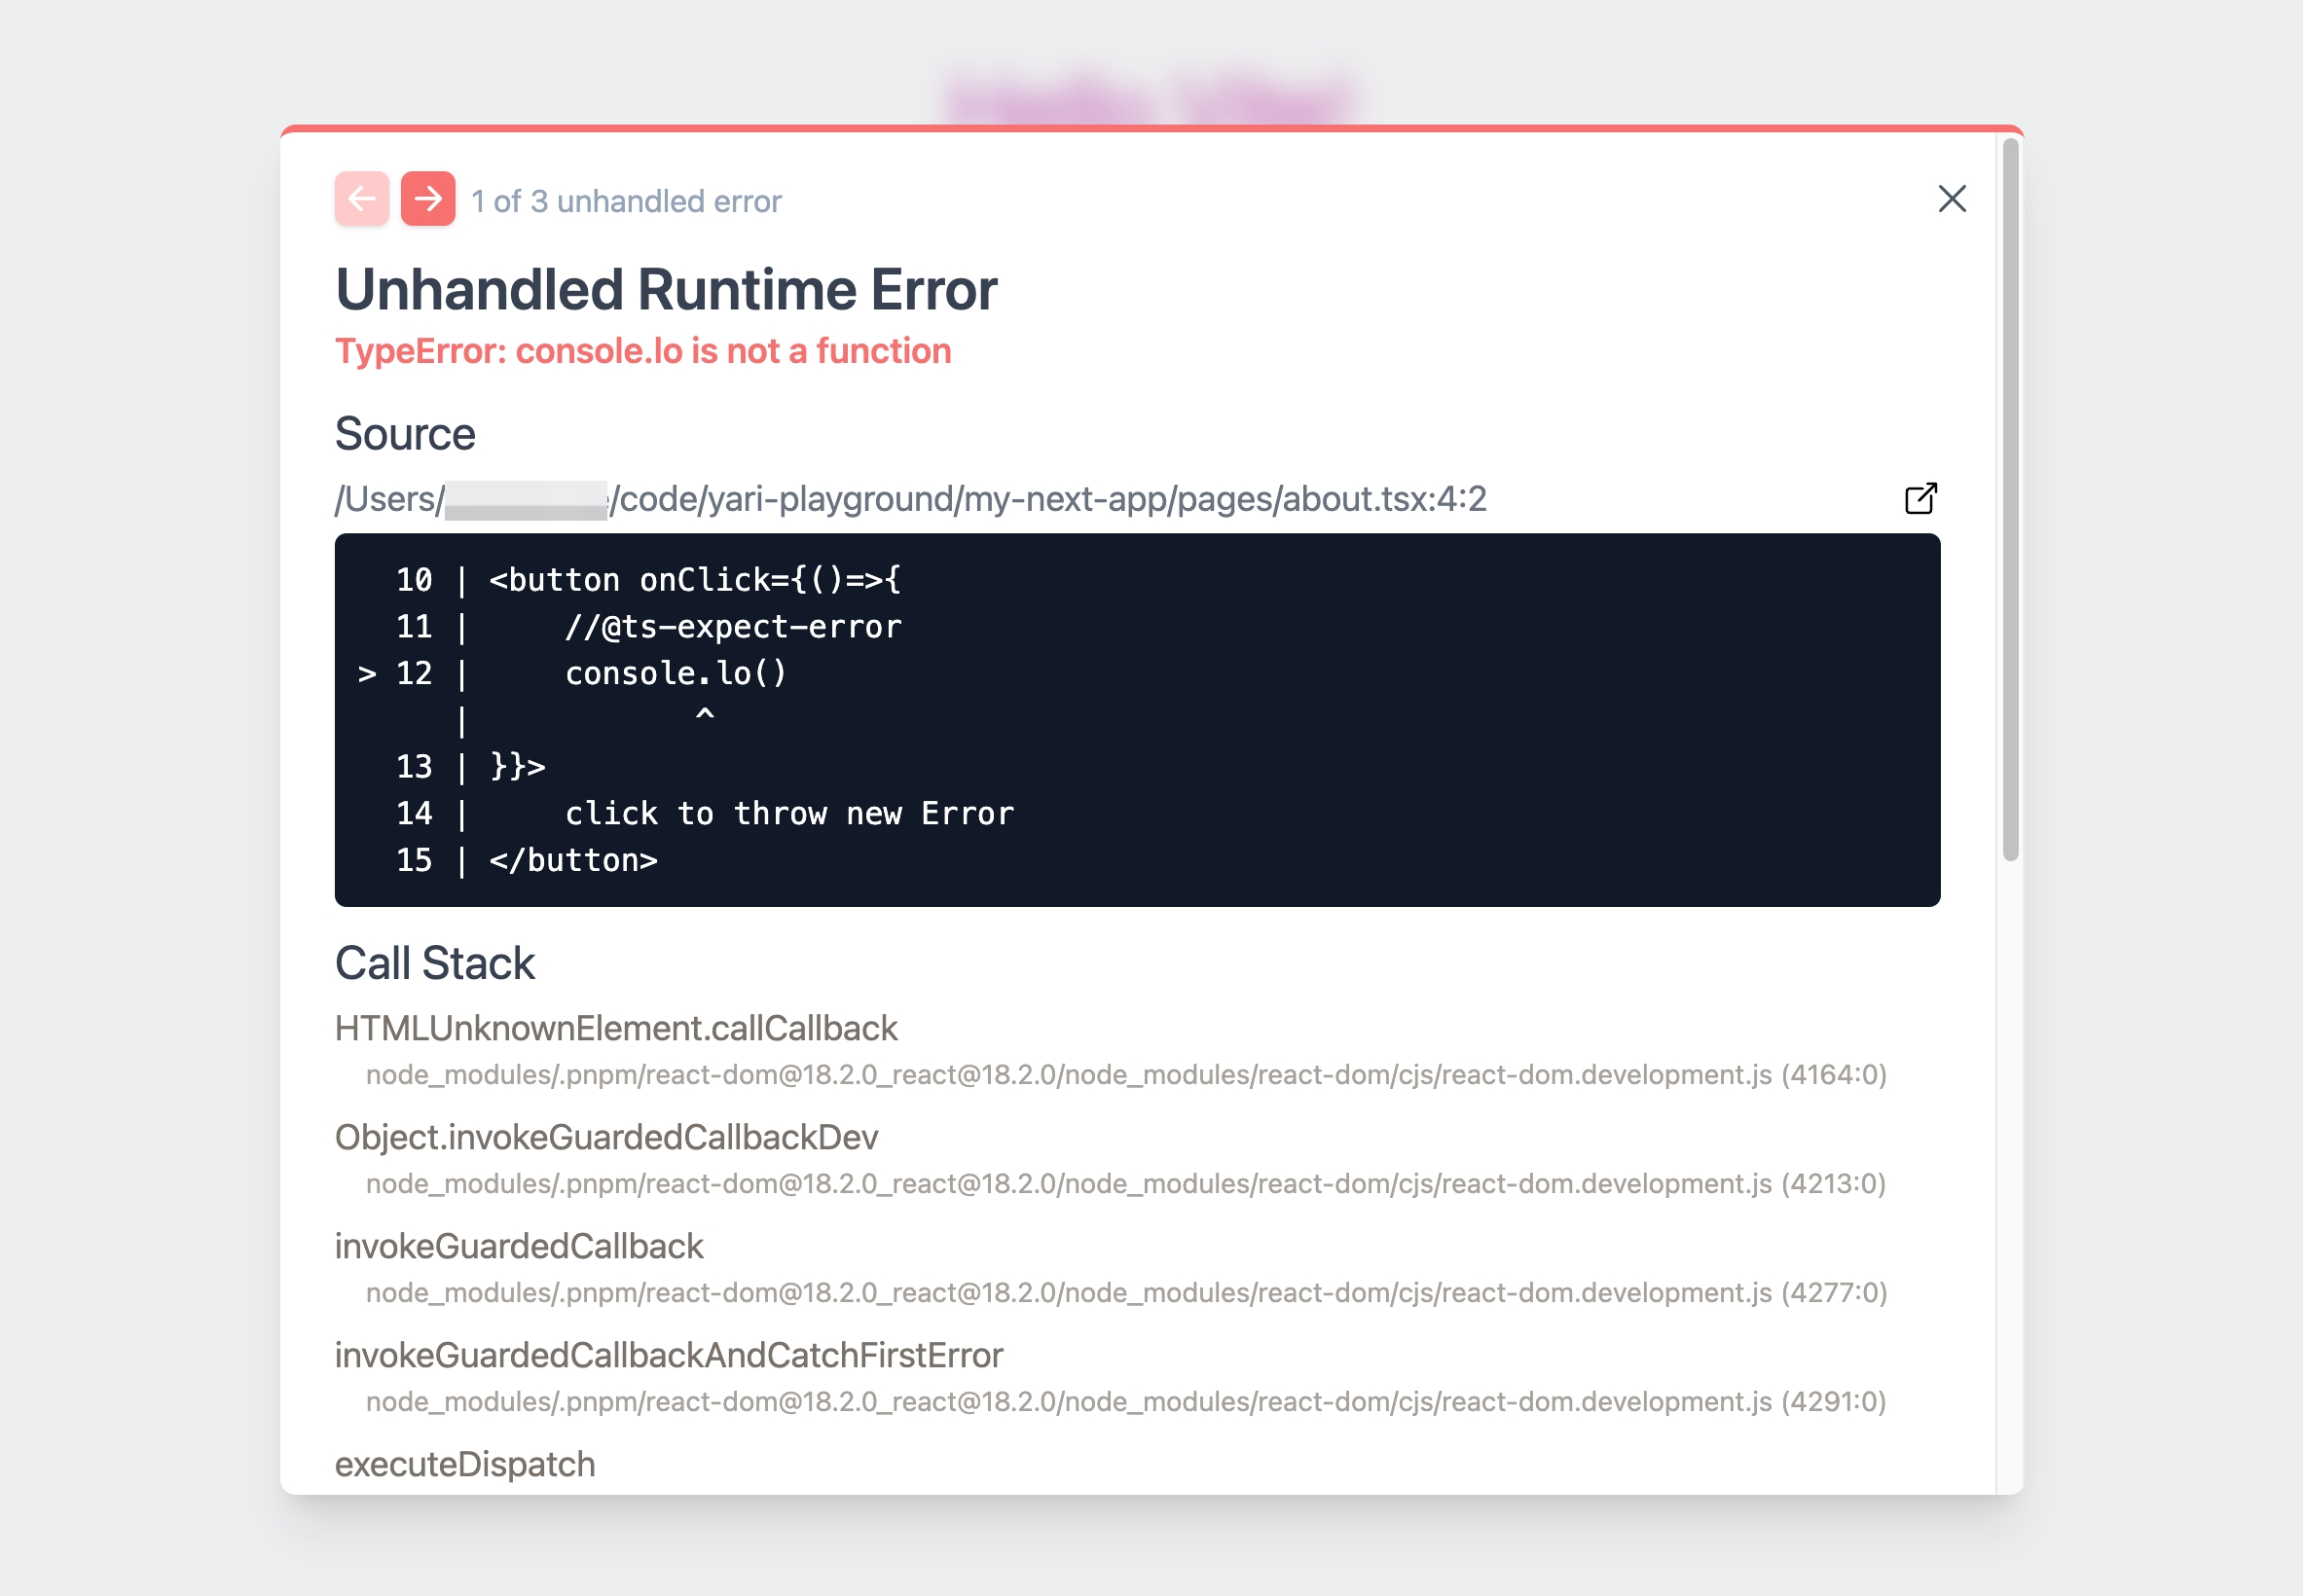 1 of 3 unhandled error
Unhandled Runtime Error
TypeError: console.lo is not a function
Source
/Users/ /code/yari-playground/my-next-app/pages/about.tsx:4:2
10 | <button onClick={()=>{
11 |     //@ts-expect-error
> 12 |     console.lo()
|             ^
13 | }}>
14 |     click to throw new Error
15 | </button>
Call Stack
HTMLUnknownElement.callCallback
node_modules/.pnpm/react-dom@18.2.0_react@18.2.0/node_modules/react-dom/cjs/react-dom.development.js (4164:0)
Object.invokeGuardedCallbackDev
node_modules/.pnpm/react-dom@18.2.0_react@18.2.0/node_modules/react-dom/cjs/react-dom.development.js (4213:0)
invokeGuardedCallback
node_modules/.pnpm/react-dom@18.2.0_react@18.2.0/node_modules/react-dom/cjs/react-dom.development.js (4277:0)
invokeGuardedCallbackAndCatchFirstError
node_modules/.pnpm/react-dom@18.2.0_react@18.2.0/node_modules/react-dom/cjs/react-dom.development.js (4291:0)
executeDispatch